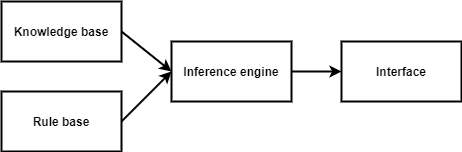 Knowledge base
Inference engine
Interface
Rule base